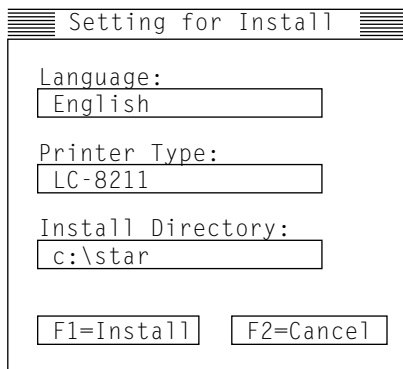 Setting for Install
Language:
English
Printer Type:
LC-8211
Install Directory:
c:\star
F1=Install F2=Cancel